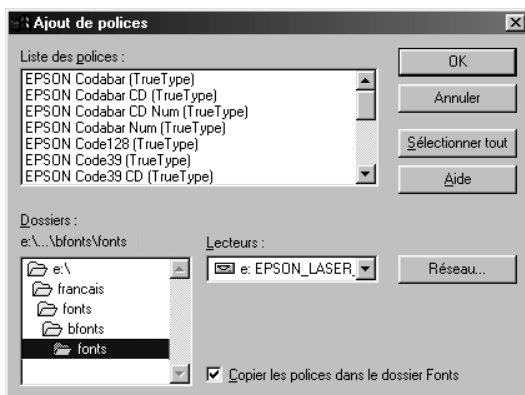 Ajout de polices
Liste des polices :
EPSON Codabar (TrueType)
EPSON Codabar CD (TrueType)
EPSON Codabar CD Num (TrueType)
EPSON Codabar Num (TrueType)
EPSON Code128 (TrueType)
EPSON Code39 (TrueType)
EPSON Code39 CD (TrueType)
OK
Annuler
Sélectionner tout
Aide
Dossiers :
e:\...\bfonts\fonts
e:\
francais
fonts
bfonts
fonts
Lecteurs :
e: EPSON_LASER_
Réseau...
Copier les polices dans le dossier Fonts